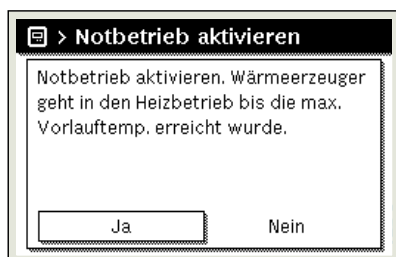 > Notbetrieb aktivieren
Notbetrieb aktivieren. Wärmeerzeuger
geht in den Heizbetrieb bis die max.
Vorlauftemp. erreicht wurde.
Ja
Nein